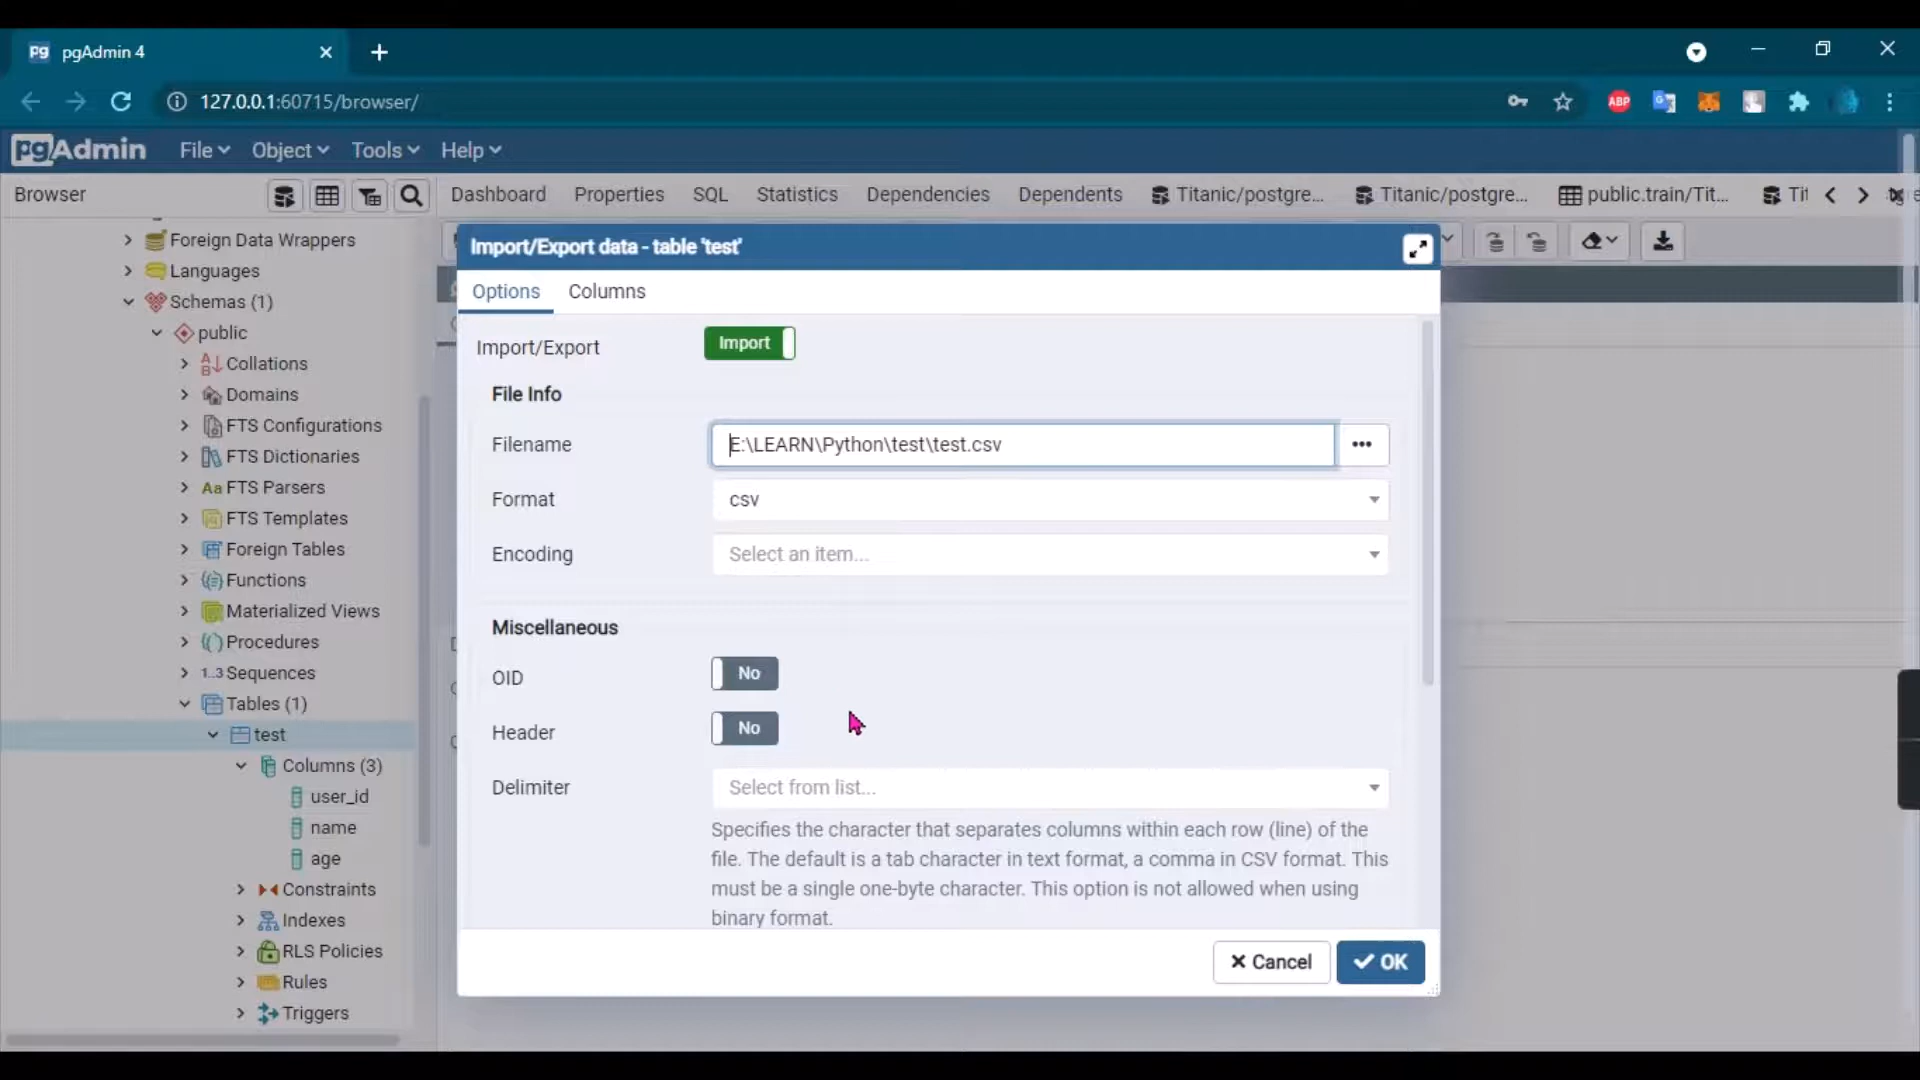 pgAdmin 4
127.0.0.1:60715/browser/
ABP
pgAdmin
File
Object
Tools
Help
Browser
Dashboard
Properties
SQL
Statistics
Dependencies
Dependents
Titanic/postgre...
Titanic/postgre...
public.train/Tit...
Tit
Foreign Data Wrappers
Languages
Schemas (1)
public
Collations
Domains
FTS Configurations
FTS Dictionaries
Aa FTS Parsers
FTS Templates
Foreign Tables
Functions
Materialized Views
Procedures
1..3 Sequences
Tables (1)
test
Columns (3)
user_id
name
age
Constraints
Indexes
RLS Policies
Rules
Triggers
Import/Export data - table 'test'
Options
Columns
Import/Export
Import
File Info
Filename
E:\LEARN\Python\test\test.csv
Format
csv
Encoding
Select an item...
Miscellaneous
OID
No
Header
No
Delimiter
Select from list...
Specifies the character that separates columns within each row (line) of the
file. The default is a tab character in text format, a comma in CSV format. This
must be a single one-byte character. This option is not allowed when using
binary format.
Cancel
OK